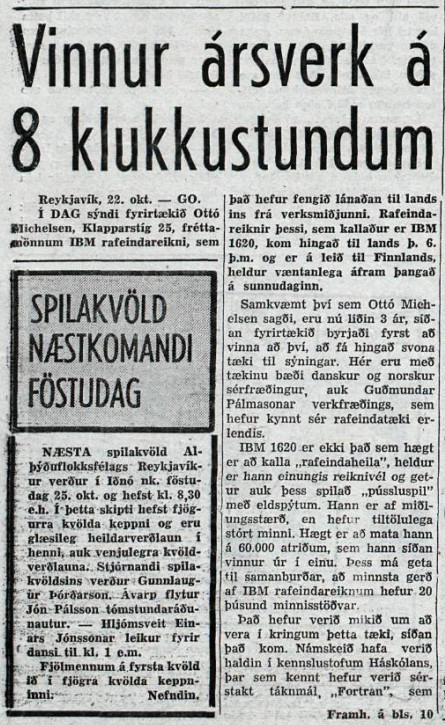 Vinnur ársverk á
8 klukkustundum
Reykjavík, 22. okt. — GO.
Í DAG sýndi fyrirtækið Ottó
Michelsen, Klapparstig 25, frétta-
mönnum IBM rafeindareikni, sem
það hefur fengið lánaðan til lands
ins frá verksmiðjunni. Rafeinda-
reiknir þessi, sem kallaður er IBM
1620, kom hingað til lands þ. 6.
þ.m. og er á leið til Finnlands,
heldur væntanlega áfram þangað
á sunnudaginn.
Samkvæmt því sem Ottó Mich-
elsen sagði, eru nú liðin 3 ár, síð-
an fyrirtækið byrjaði fyrst að
vinna að því, að fá hingað svona
tæki til sýningar. Hér eru með
tækinu bæði danskur og norskur
sérfræðingur, auk Guðmundar
Pálmasonar verkfræðings, sem
hefur kynnt sér rafeindatæki er-
lendis.
IBM 1620 er ekki það sem hægt
er að kalla „rafeindaheila", heldur
er hann einungis reiknivél og get-
ur auk þess spilað „pússluspil"
með eldspýtum. Hann er af miðl-
ungsstærð, en hefur tiltölulega
stórt minni. Hægt er að mata hann
á 60.000 atriðum, sem hann síðan
vinnur úr í einu. Þess má geta
til samanburðar, að minnsta gerð
af IBM rafeindareiknum hefur 20
þúsund minnisstöðvar.
Það hefur verið mikið um að
vera í kringum þetta tæki, síðan
það kom. Námskeið hafa verið
haldin í kennslustofum Háskólans,
þar sem kennt hefur verið sér-
stakt táknmál, „Fortran", sem
Framh. á bls. 10
SPILAKVÖLD
NÆSTKOMANDI
FÖSTUDAG
NÆSTA spilakvöld Al-
þýðuflokksfélags Reykjavík-
ur verður í Iðnó nk. föstu-
dag 25. okt. og hefst kl. 8,30
e.h. Í þetta skipti hefst fjög-
urra kvölda keppni og eru
glæsileg heildarverðlaun í
henni, auk venjulegra kvöld-
verðlauna. Stjórnandi spila-
kvöldsins verður Gunnlaug-
ur Þórðarson. Ávarp flytur
Jón Pálsson tómstundaráðu-
nautur. — Hljómsveit Ein-
ars Jónssonar leikur fyrir
dansi til kl. 1 e.m.
Fjölmennum á fyrsta kvöld
ið í fjögra kvölda keppn-
inni. Nefndin.